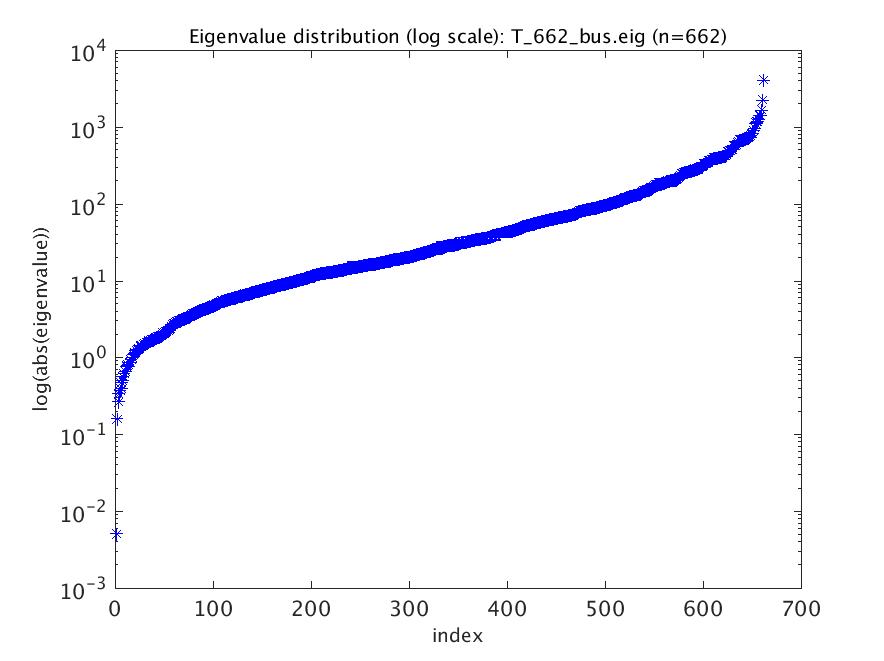 Eigenvalue distribution (log scale): T_662_bus.eig (n=662)
10^4
10^3
10^2
10^1
10^0
10^-1
10^-2
10^-3
log(abs(eigenvalue))
0 100 200 300 400 500 600 700
index